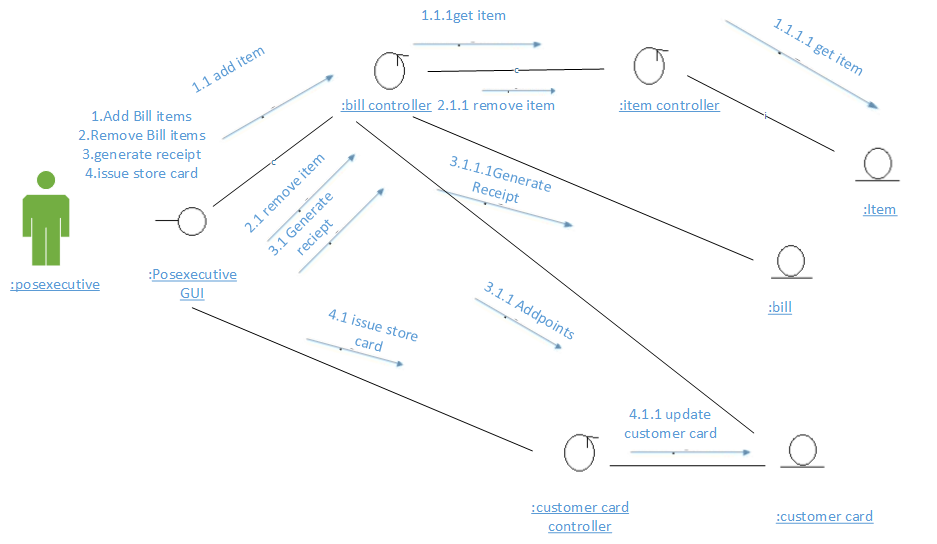 1.1.1get item
1.1.1.1 get item
1.1 add item
:bill controller
2.1.1 remove item
:item controller
1.Add Bill items
2.Remove Bill items
3.generate receipt
4.issue store card
2.1 remove item
3.1 Generate
reciept
3.1.1.1Generate
Receipt
:Item
:posexecutive
:Posexecutive
GUI
:bill
3.1.1 Addpoints
4.1 issue store
card
4.1.1 update
customer card
:customer card
controller
:customer card